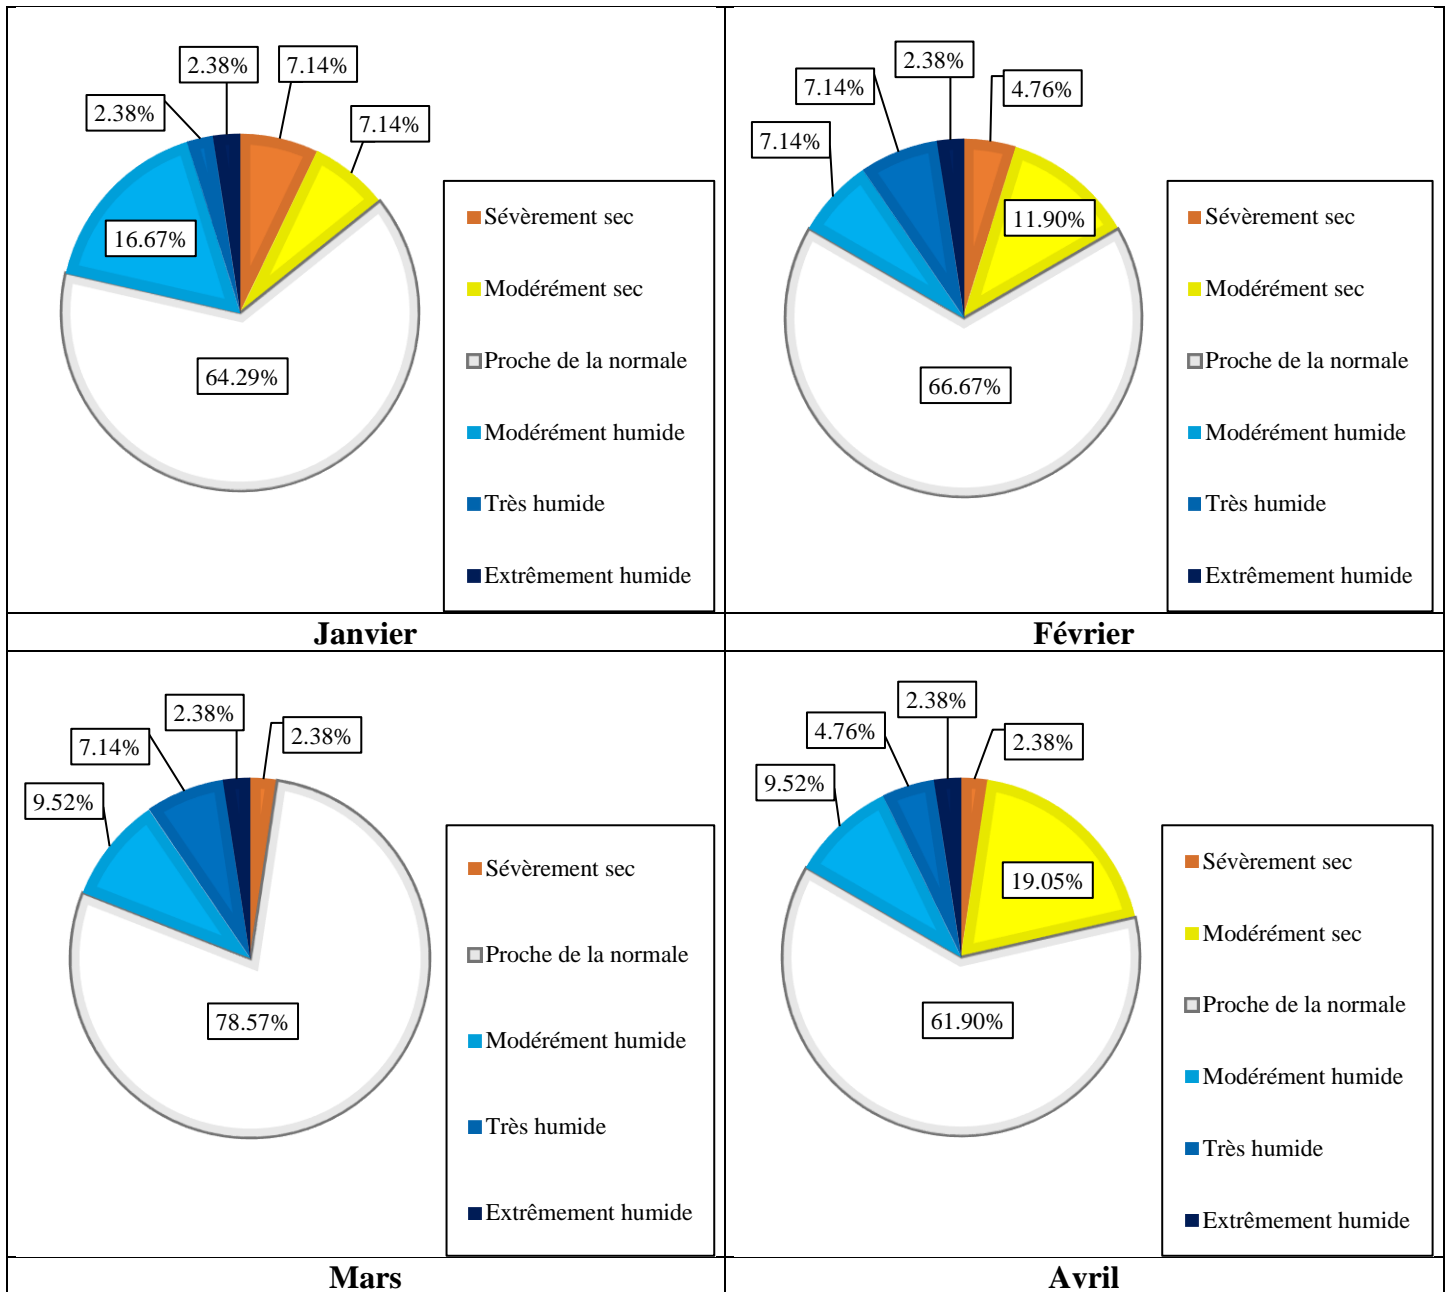 2.38%
7.14%
2.38%
7.14%
16.67%
64.29%
Sévèrement sec
Modérément sec
Proche de la normale
Modérément humide
Très humide
Extrêmement humide
Janvier
2.38%
7.14%
4.76%
7.14%
11.90%
66.67%
Sévèrement sec
Modérément sec
Proche de la normale
Modérément humide
Très humide
Extrêmement humide
Février
2.38%
2.38%
7.14%
9.52%
78.57%
Sévèrement sec
Proche de la normale
Modérément humide
Très humide
Extrêmement humide
Mars
2.38%
4.76%
2.38%
9.52%
19.05%
61.90%
Sévèrement sec
Modérément sec
Proche de la normale
Modérément humide
Très humide
Extrêmement humide
Avril